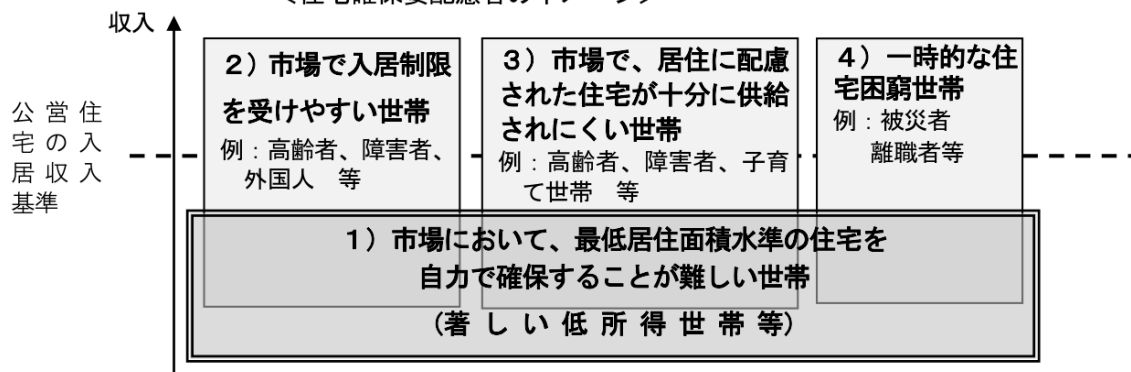 収入
公営住
宅の入
居収入
基準
2）市場で入居制限
を受けやすい世帯
例：高齢者、障害者、
外国人　等
3）市場で、居住に配慮
された住宅が十分に供給
されにくい世帯
例：高齢者、障害者、子育
て世帯　等
4）一時的な住
宅困窮世帯
例：被災者
離職者等
1）市場において、最低居住面積水準の住宅を
自力で確保することが難しい世帯
（著しい低所得世帯等）